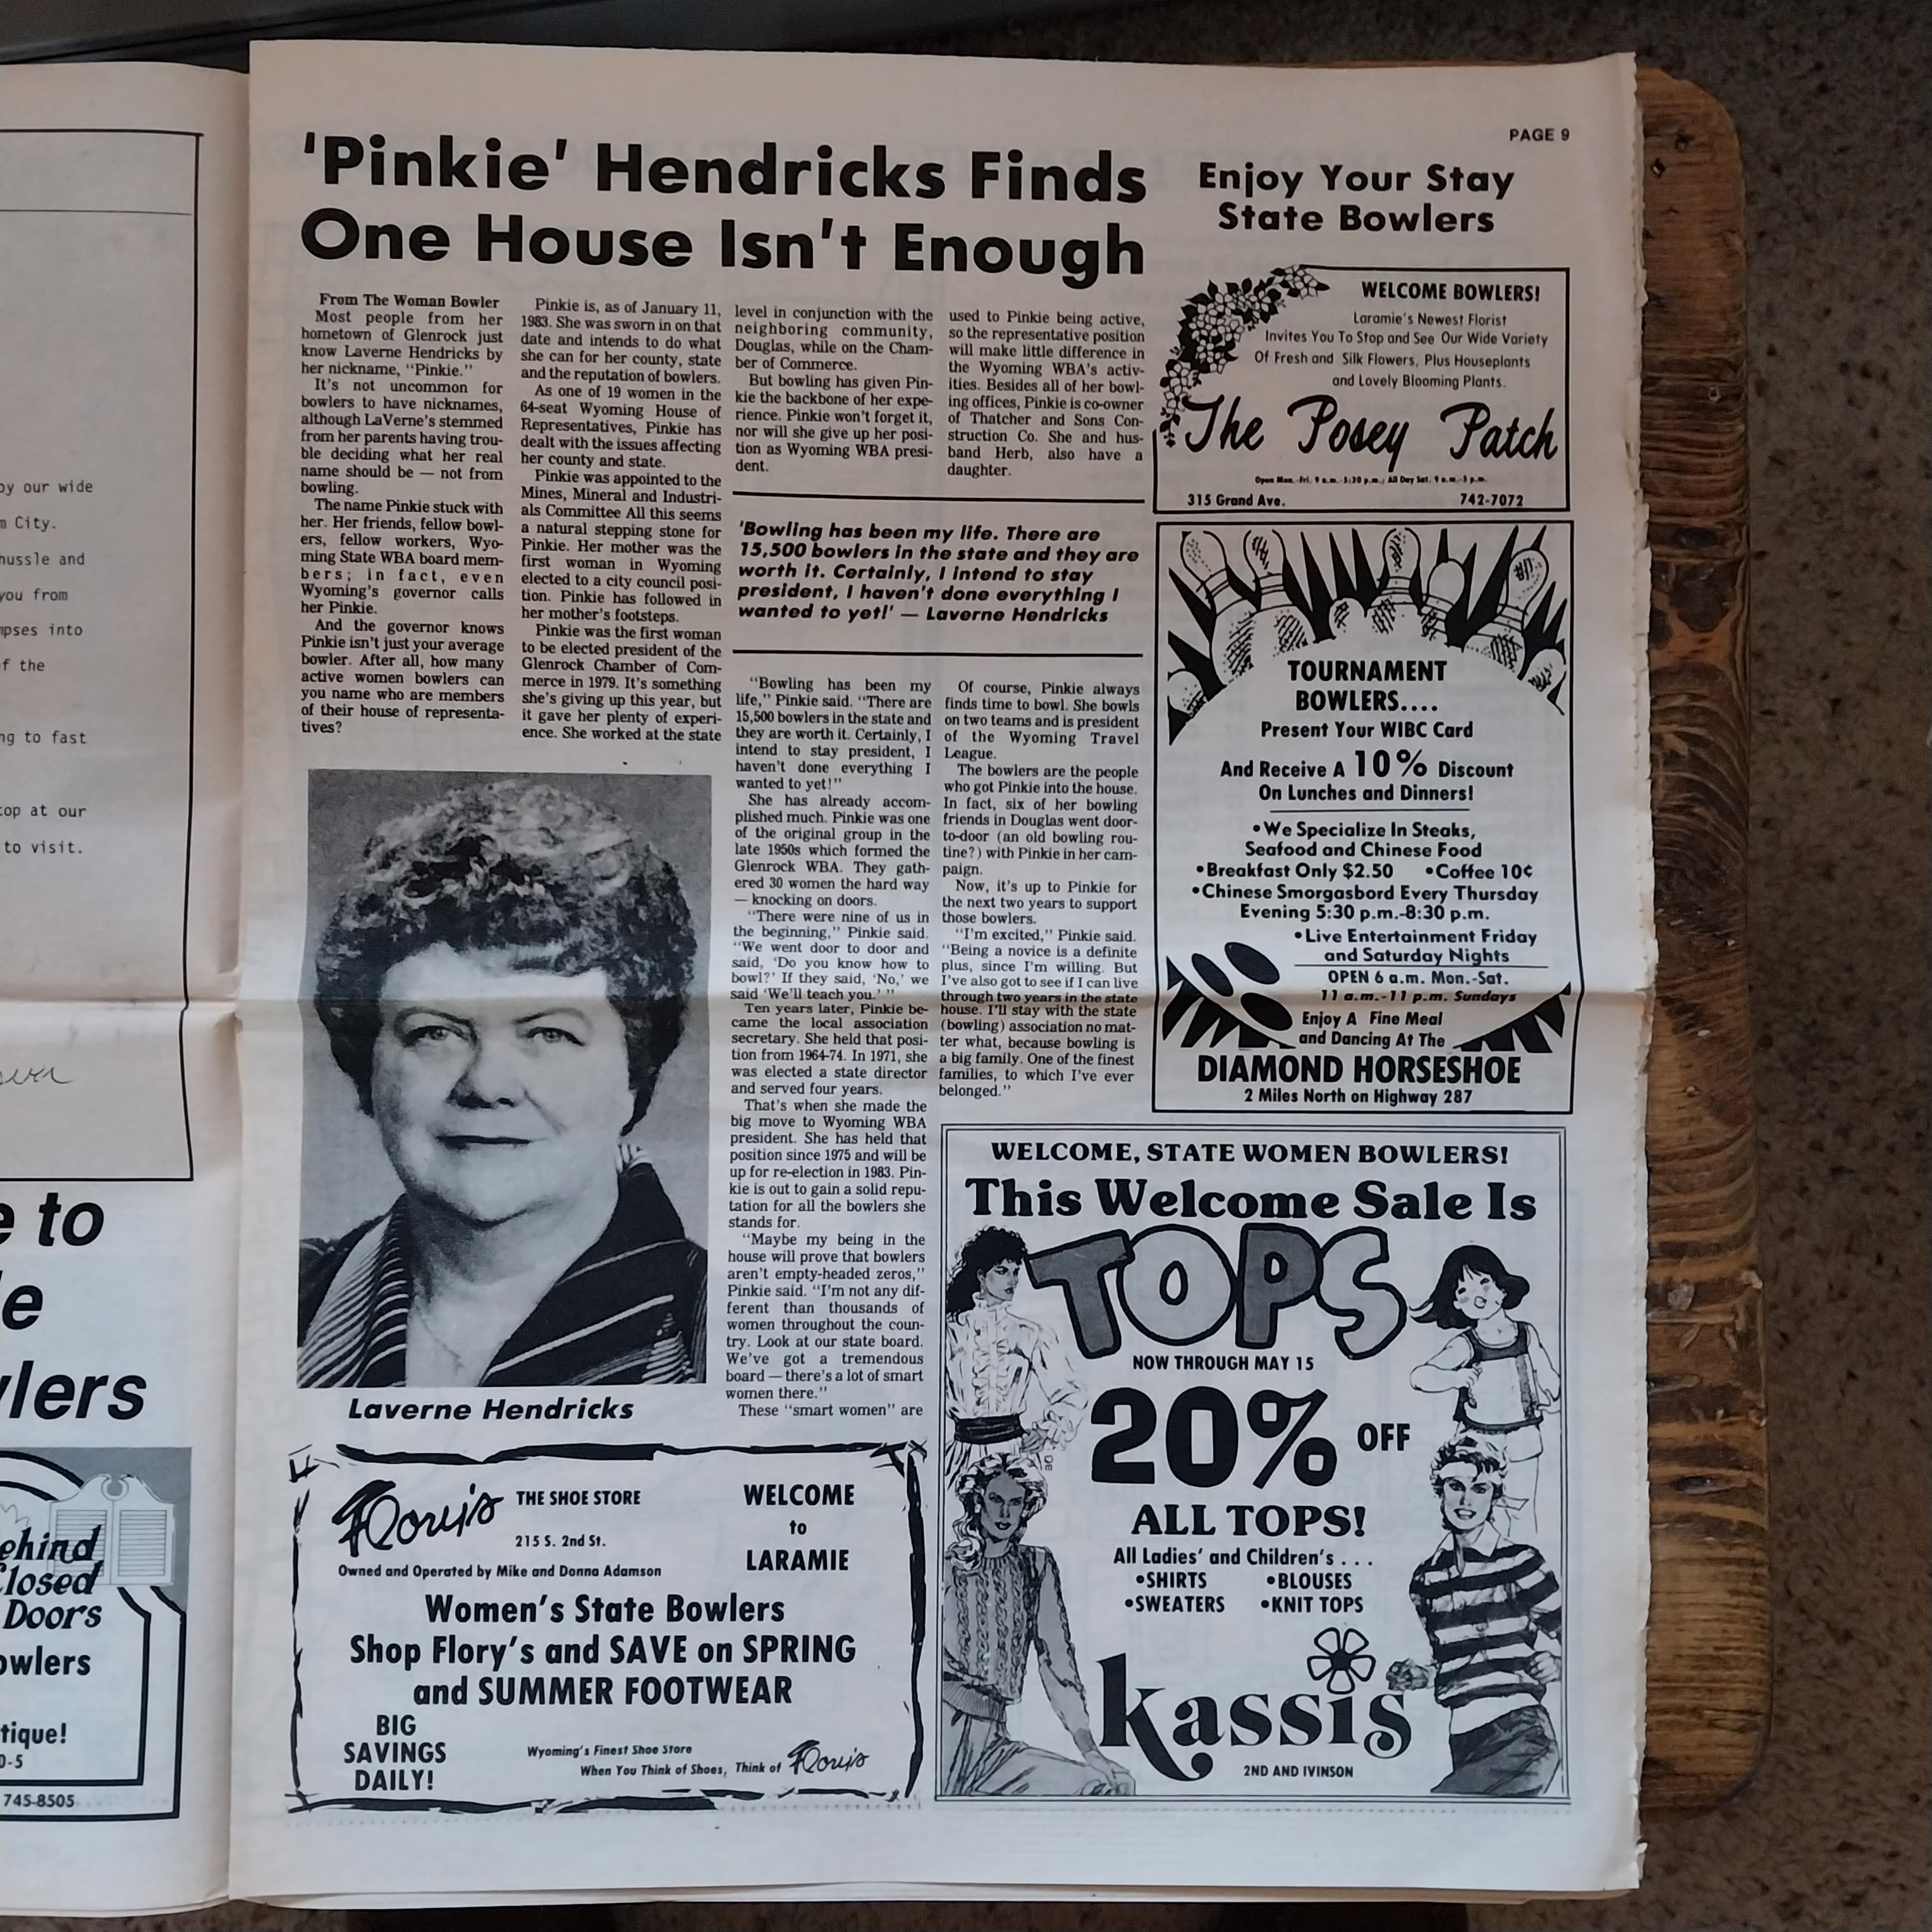 by our wide
City.
hussle and
you from
mpses into
of the
ng to fast
top at our
to visit.
e to
e
lers
ehind
Closed
Doors
owlers
tique!
0-5
745-8505
PAGE 9
'Pinkie' Hendricks Finds
One House Isn't Enough
From The Woman Bowler
Most people from her
hometown of Glenrock just
know Laverne Hendricks by
her nickname, "Pinkie."
It's not uncommon for
bowlers to have nicknames,
although LaVerne's stemmed
from her parents having trou-
ble deciding what her real
name should be — not from
bowling.
The name Pinkie stuck with
her. Her friends, fellow bowl-
ers, fellow workers, Wyo-
ming State WBA board mem-
bers; in fact, even
Wyoming's governor calls
her Pinkie.
And the governor knows
Pinkie isn't just your average
bowler. After all, how many
active women bowlers can
you name who are members
of their house of representa-
tives?
Pinkie is, as of January 11,
1983. She was sworn in on that
date and intends to do what
she can for her county, state
and the reputation of bowlers.
As one of 19 women in the
64-seat Wyoming House of
Representatives, Pinkie has
dealt with the issues affecting
her county and state.
Pinkie was appointed to the
Mines, Mineral and Industri-
als Committee All this seems
a natural stepping stone for
Pinkie. Her mother was the
first woman in Wyoming
elected to a city council posi-
tion. Pinkie has followed in
her mother's footsteps.
Pinkie was the first woman
to be elected president of the
Glenrock Chamber of Com-
merce in 1979. It's something
she's giving up this year, but
it gave her plenty of experi-
ence. She worked at the state
level in conjunction with the
neighboring community,
Douglas, while on the Cham-
ber of Commerce.
But bowling has given Pin-
kie the backbone of her expe-
rience. Pinkie won't forget it,
nor will she give up her posi-
tion as Wyoming WBA presi-
dent.
'Bowling has been my life. There are
15,500 bowlers in the state and they are
worth it. Certainly, I intend to stay
president, I haven't done everything I
wanted to yet!' — Laverne Hendricks
"Bowling has been my
life," Pinkie said. "There are
15,500 bowlers in the state and
they are worth it. Certainly, I
intend to stay president, I
haven't done everything I
wanted to yet!"
She has already accom-
plished much. Pinkie was one
of the original group in the
late 1950s which formed the
Glenrock WBA. They gath-
ered 30 women the hard way
— knocking on doors.
"There were nine of us in
the beginning," Pinkie said.
"We went door to door and
said, 'Do you know how to
bowl?' If they said, 'No,' we
said 'We'll teach you.' "
Ten years later, Pinkie be-
came the local association
secretary. She held that posi-
tion from 1964-74. In 1971, she
was elected a state director
and served four years.
That's when she made the
big move to Wyoming WBA
president. She has held that
position since 1975 and will be
up for re-election in 1983. Pin-
kie is out to gain a solid repu-
tation for all the bowlers she
stands for.
"Maybe my being in the
house will prove that bowlers
aren't empty-headed zeros,"
Pinkie said. "I'm not any dif-
ferent than thousands of
women throughout the coun-
try. Look at our state board.
We've got a tremendous
board — there's a lot of smart
women there."
These "smart women" are
used to Pinkie being active,
so the representative position
will make little difference in
the Wyoming WBA's activ-
ities. Besides all of her bowl-
ing offices, Pinkie is co-owner
of Thatcher and Sons Con-
struction Co. She and hus-
band Herb, also have a
daughter.
Of course, Pinkie always
finds time to bowl. She bowls
on two teams and is president
of the Wyoming Travel
League.
The bowlers are the people
who got Pinkie into the house.
In fact, six of her bowling
friends in Douglas went door-
to-door (an old bowling rou-
tine?) with Pinkie in her cam-
paign.
Now, it's up to Pinkie for
the next two years to support
those bowlers.
"I'm excited," Pinkie said.
"Being a novice is a definite
plus, since I'm willing. But
I've also got to see if I can live
through two years in the state
house. I'll stay with the state
(bowling) association no mat-
ter what, because bowling is
a big family. One of the finest
families, to which I've ever
belonged."
Laverne Hendricks
Enjoy Your Stay
State Bowlers
WELCOME BOWLERS!
Laramie's Newest Florist
Invites You To Stop and See Our Wide Variety
Of Fresh and Silk Flowers, Plus Houseplants
and Lovely Blooming Plants.
The Posey Patch
Open Mon.-Fri. 9 a.m.-5:30 p.m.; All Day Sat. 9 a.m.-5 p.m.
315 Grand Ave. 742-7072
TOURNAMENT
BOWLERS....
Present Your WIBC Card
And Receive A 10% Discount
On Lunches and Dinners!
•We Specialize In Steaks,
Seafood and Chinese Food
•Breakfast Only $2.50 •Coffee 10¢
•Chinese Smorgasbord Every Thursday
Evening 5:30 p.m.-8:30 p.m.
•Live Entertainment Friday
and Saturday Nights
OPEN 6 a.m. Mon.-Sat.
11 a.m.-11 p.m. Sundays
Enjoy A Fine Meal
and Dancing At The
DIAMOND HORSESHOE
2 Miles North on Highway 287
Flory's THE SHOE STORE
215 S. 2nd St.
Owned and Operated by Mike and Donna Adamson
WELCOME
to
LARAMIE
Women's State Bowlers
Shop Flory's and SAVE on SPRING
and SUMMER FOOTWEAR
BIG
SAVINGS
DAILY!
Wyoming's Finest Shoe Store
When You Think of Shoes, Think of Flory's
WELCOME, STATE WOMEN BOWLERS!
This Welcome Sale Is
TOPS
NOW THROUGH MAY 15
20% OFF
ALL TOPS!
All Ladies' and Children's . . .
•SHIRTS •BLOUSES
•SWEATERS •KNIT TOPS
kassis
2ND AND IVINSON